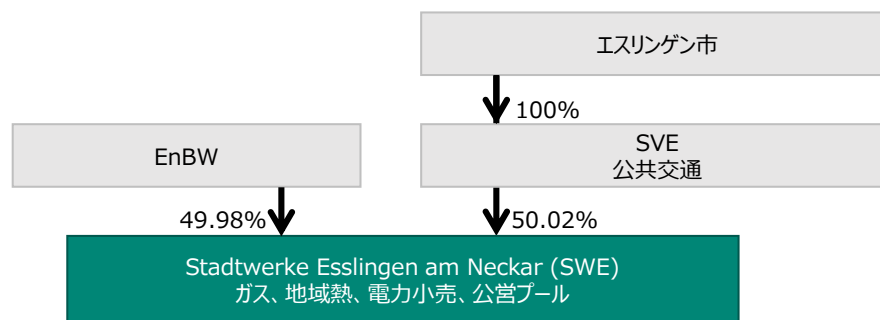 エスリンゲン市
100%
EnBW
SVE
公共交通
49.98%
50.02%
Stadtwerke Esslingen am Neckar (SWE)
ガス、地域熱、電力小売、公営プール